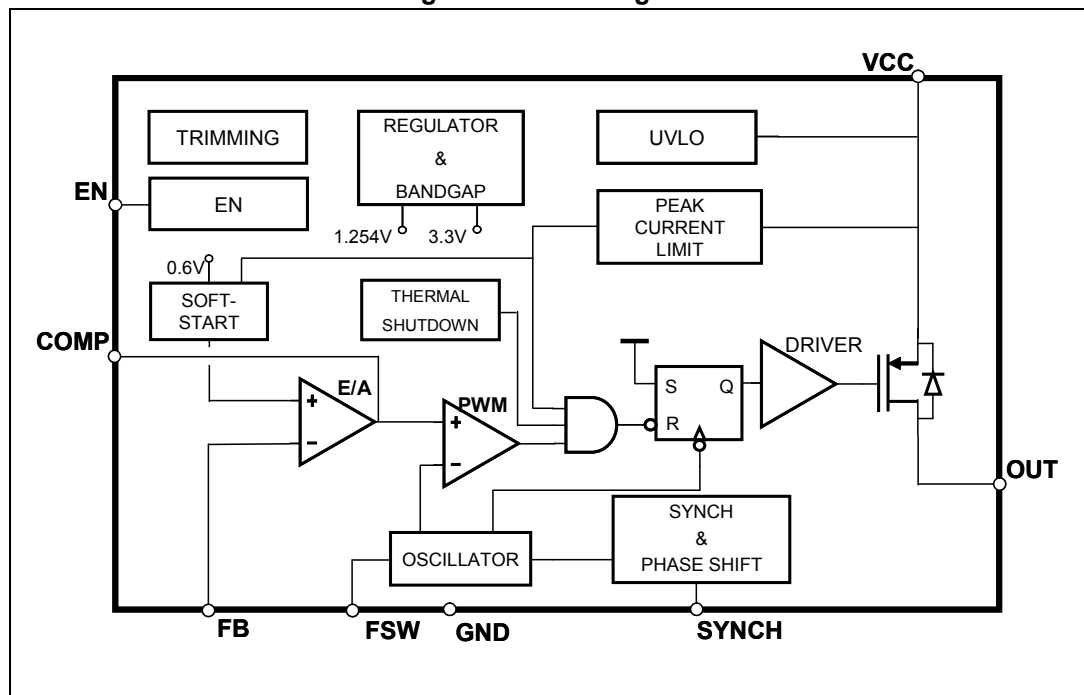 VCC
TRIMMING
REGULATOR
&
BANDGAP
UVLO
EN
EN
PEAK
CURRENT
LIMIT
1.254V
3.3V
0.6V
SOFT-
START
THERMAL
SHUTDOWN
COMP
DRIVER
E/A
S
Q
+
PWM
+
R
-
-
OUT
OSCILLATOR
SYNCH
&
PHASE SHIFT
FB
FSW
GND
SYNCH